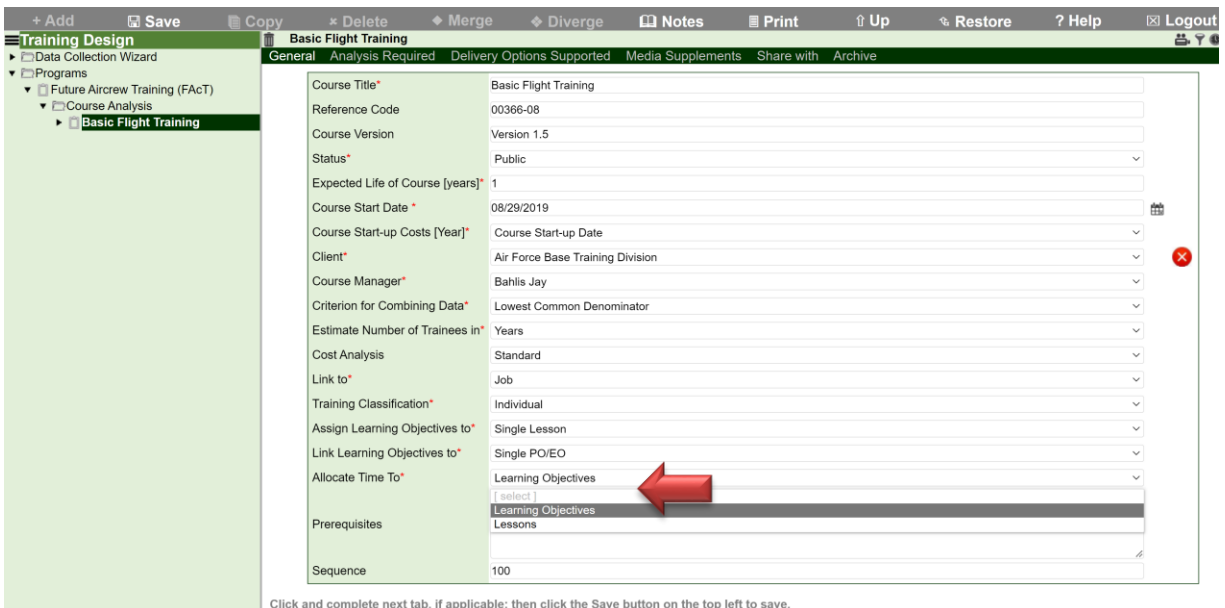 + Add Save Copy × Delete Merge Diverge Notes Print Up Restore ? Help Logout
Training Design
Basic Flight Training
Data Collection Wizard
General Analysis Required Delivery Options Supported Media Supplements Share with Archive
Programs
Future Aircrew Training (FAcT)
Course Analysis
Basic Flight Training
Course Title* Basic Flight Training
Reference Code 00366-08
Course Version Version 1.5
Status* Public
Expected Life of Course [years]* 1
Course Start Date * 08/29/2019
Course Start-up Costs [Year]* Course Start-up Date
Client* Air Force Base Training Division
Course Manager* Bahlis Jay
Criterion for Combining Data* Lowest Common Denominator
Estimate Number of Trainees in* Years
Cost Analysis Standard
Link to* Job
Training Classification* Individual
Assign Learning Objectives to* Single Lesson
Link Learning Objectives to* Single PO/EO
Allocate Time To* Learning Objectives
[ select ]
Learning Objectives
Prerequisites Lessons
Sequence 100
Click and complete next tab, if applicable; then click the Save button on the top left to save.